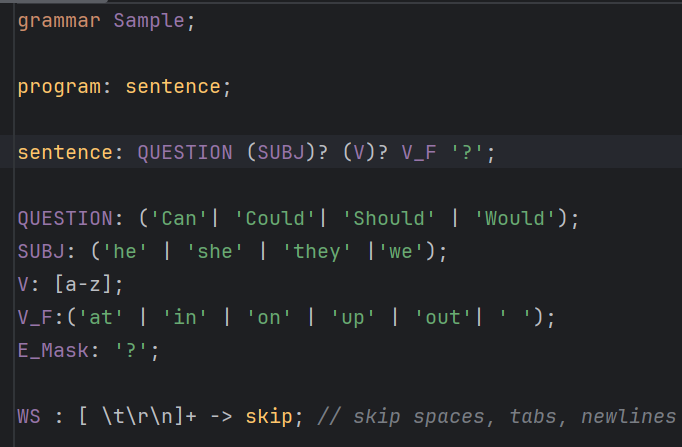 grammar Sample;
program: sentence;
sentence: QUESTION (SUBJ)? (V)? V_F '?';
QUESTION: ('Can'| 'Could'| 'Should' | 'Would');
SUBJ: ('he' | 'she' | 'they' |'we');
V: [a-z];
V_F:('at' | 'in' | 'on' | 'up' | 'out'| ' ');
E_Mask: '?';
WS : [ \t\r\n]+ -> skip; // skip spaces, tabs, newlines